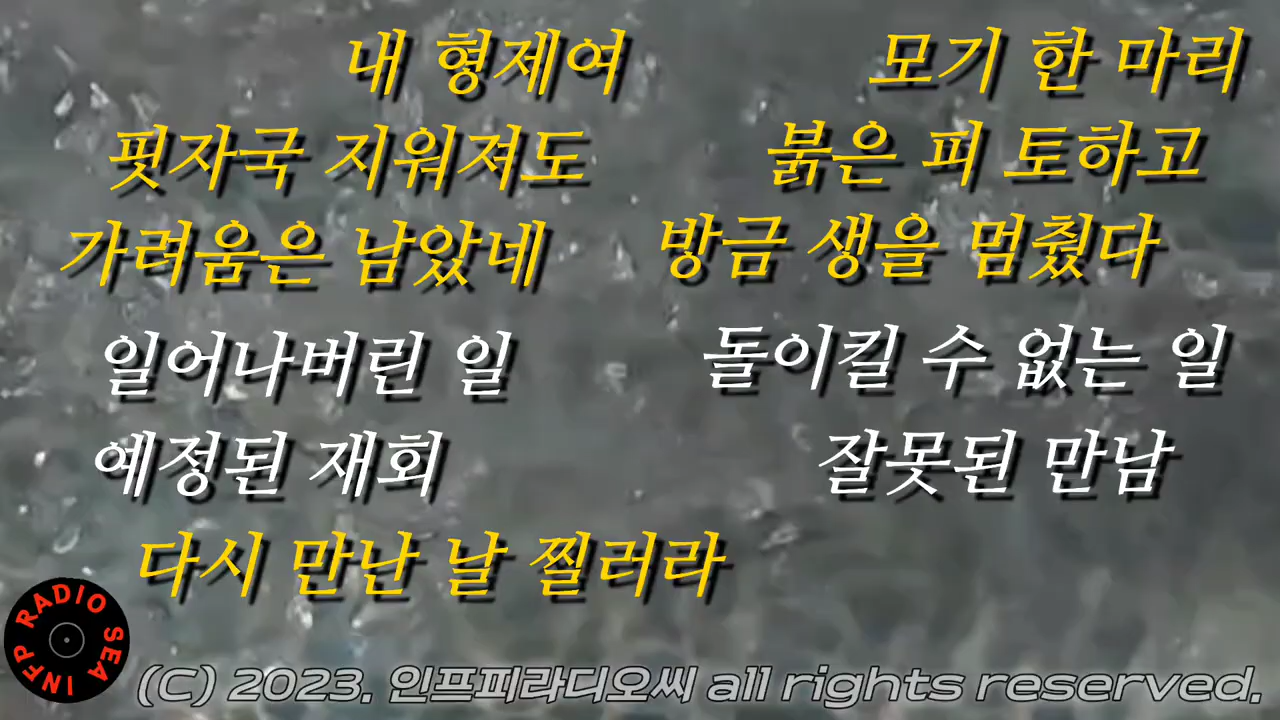 내 형제여
모기 한 마리
핏자국 지워져도
붉은 피 토하고
가려움은 남았네
방금 생을 멈췄다
일어나버린 일
돌이킬 수 없는 일
예정된 재회
잘못된 만남
다시 만난 날 찔러라
RADIO SEA INFP
(C) 2023. 인프피라디오씨 all rights reserved.